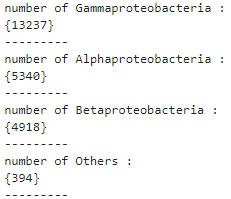 number of Gammaproteobacteria :
{13237}
---------
number of Alphaproteobacteria :
{5340}
---------
number of Betaproteobacteria :
{4918}
---------
number of Others :
{394}
---------